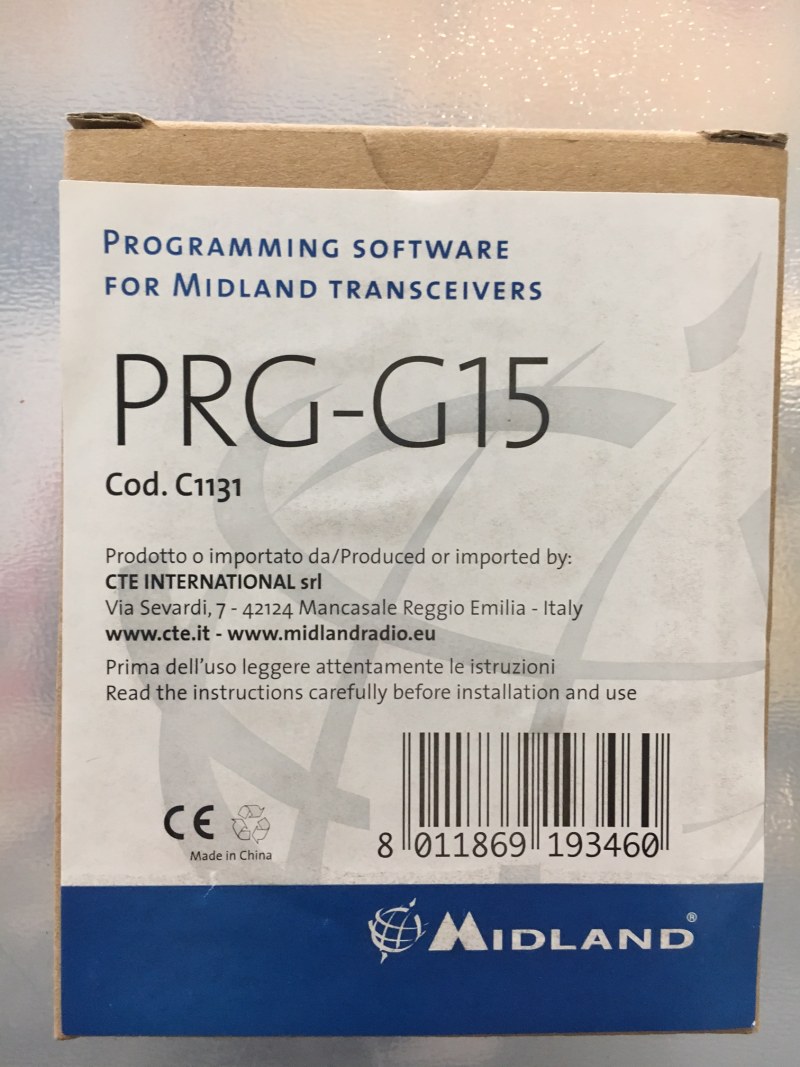 PROGRAMMING SOFTWARE
FOR MIDLAND TRANSCEIVERS
PRG-G15
Cod. C1131
Prodotto o importato da/Produced or imported by:
CTE INTERNATIONAL srl
Via Sevardi, 7 - 42124 Mancasale Reggio Emilia - Italy
www.cte.it - www.midlandradio.eu
Prima dell'uso leggere attentamente le istruzioni
Read the instructions carefully before installation and use
CE
Made in China
8 011869 193460
MIDLAND®